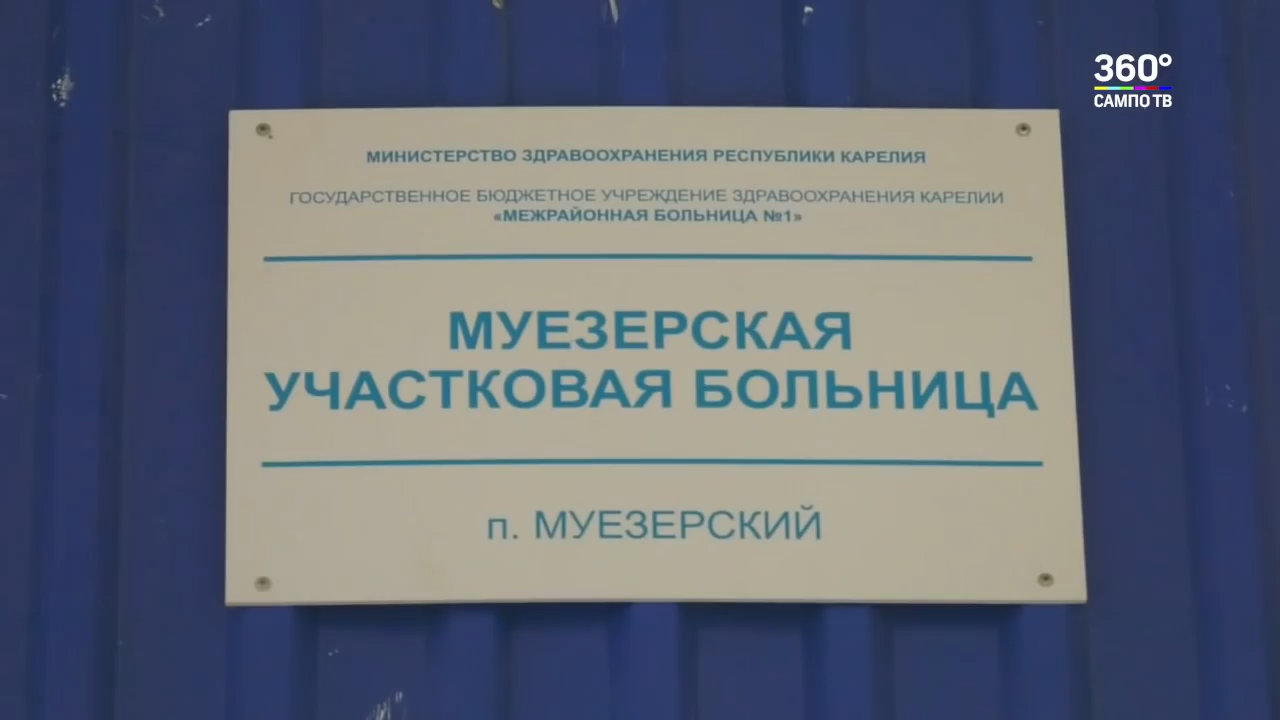 360°
САМПО ТВ
МИНИСТЕРСТВО ЗДРАВООХРАНЕНИЯ РЕСПУБЛИКИ КАРЕЛИЯ
ГОСУДАРСТВЕННОЕ БЮДЖЕТНОЕ УЧРЕЖДЕНИЕ ЗДРАВООХРАНЕНИЯ КАРЕЛИИ
«МЕЖРАЙОННАЯ БОЛЬНИЦА №1»
МУЕЗЕРСКАЯ
УЧАСТКОВАЯ БОЛЬНИЦА
п. МУЕЗЕРСКИЙ